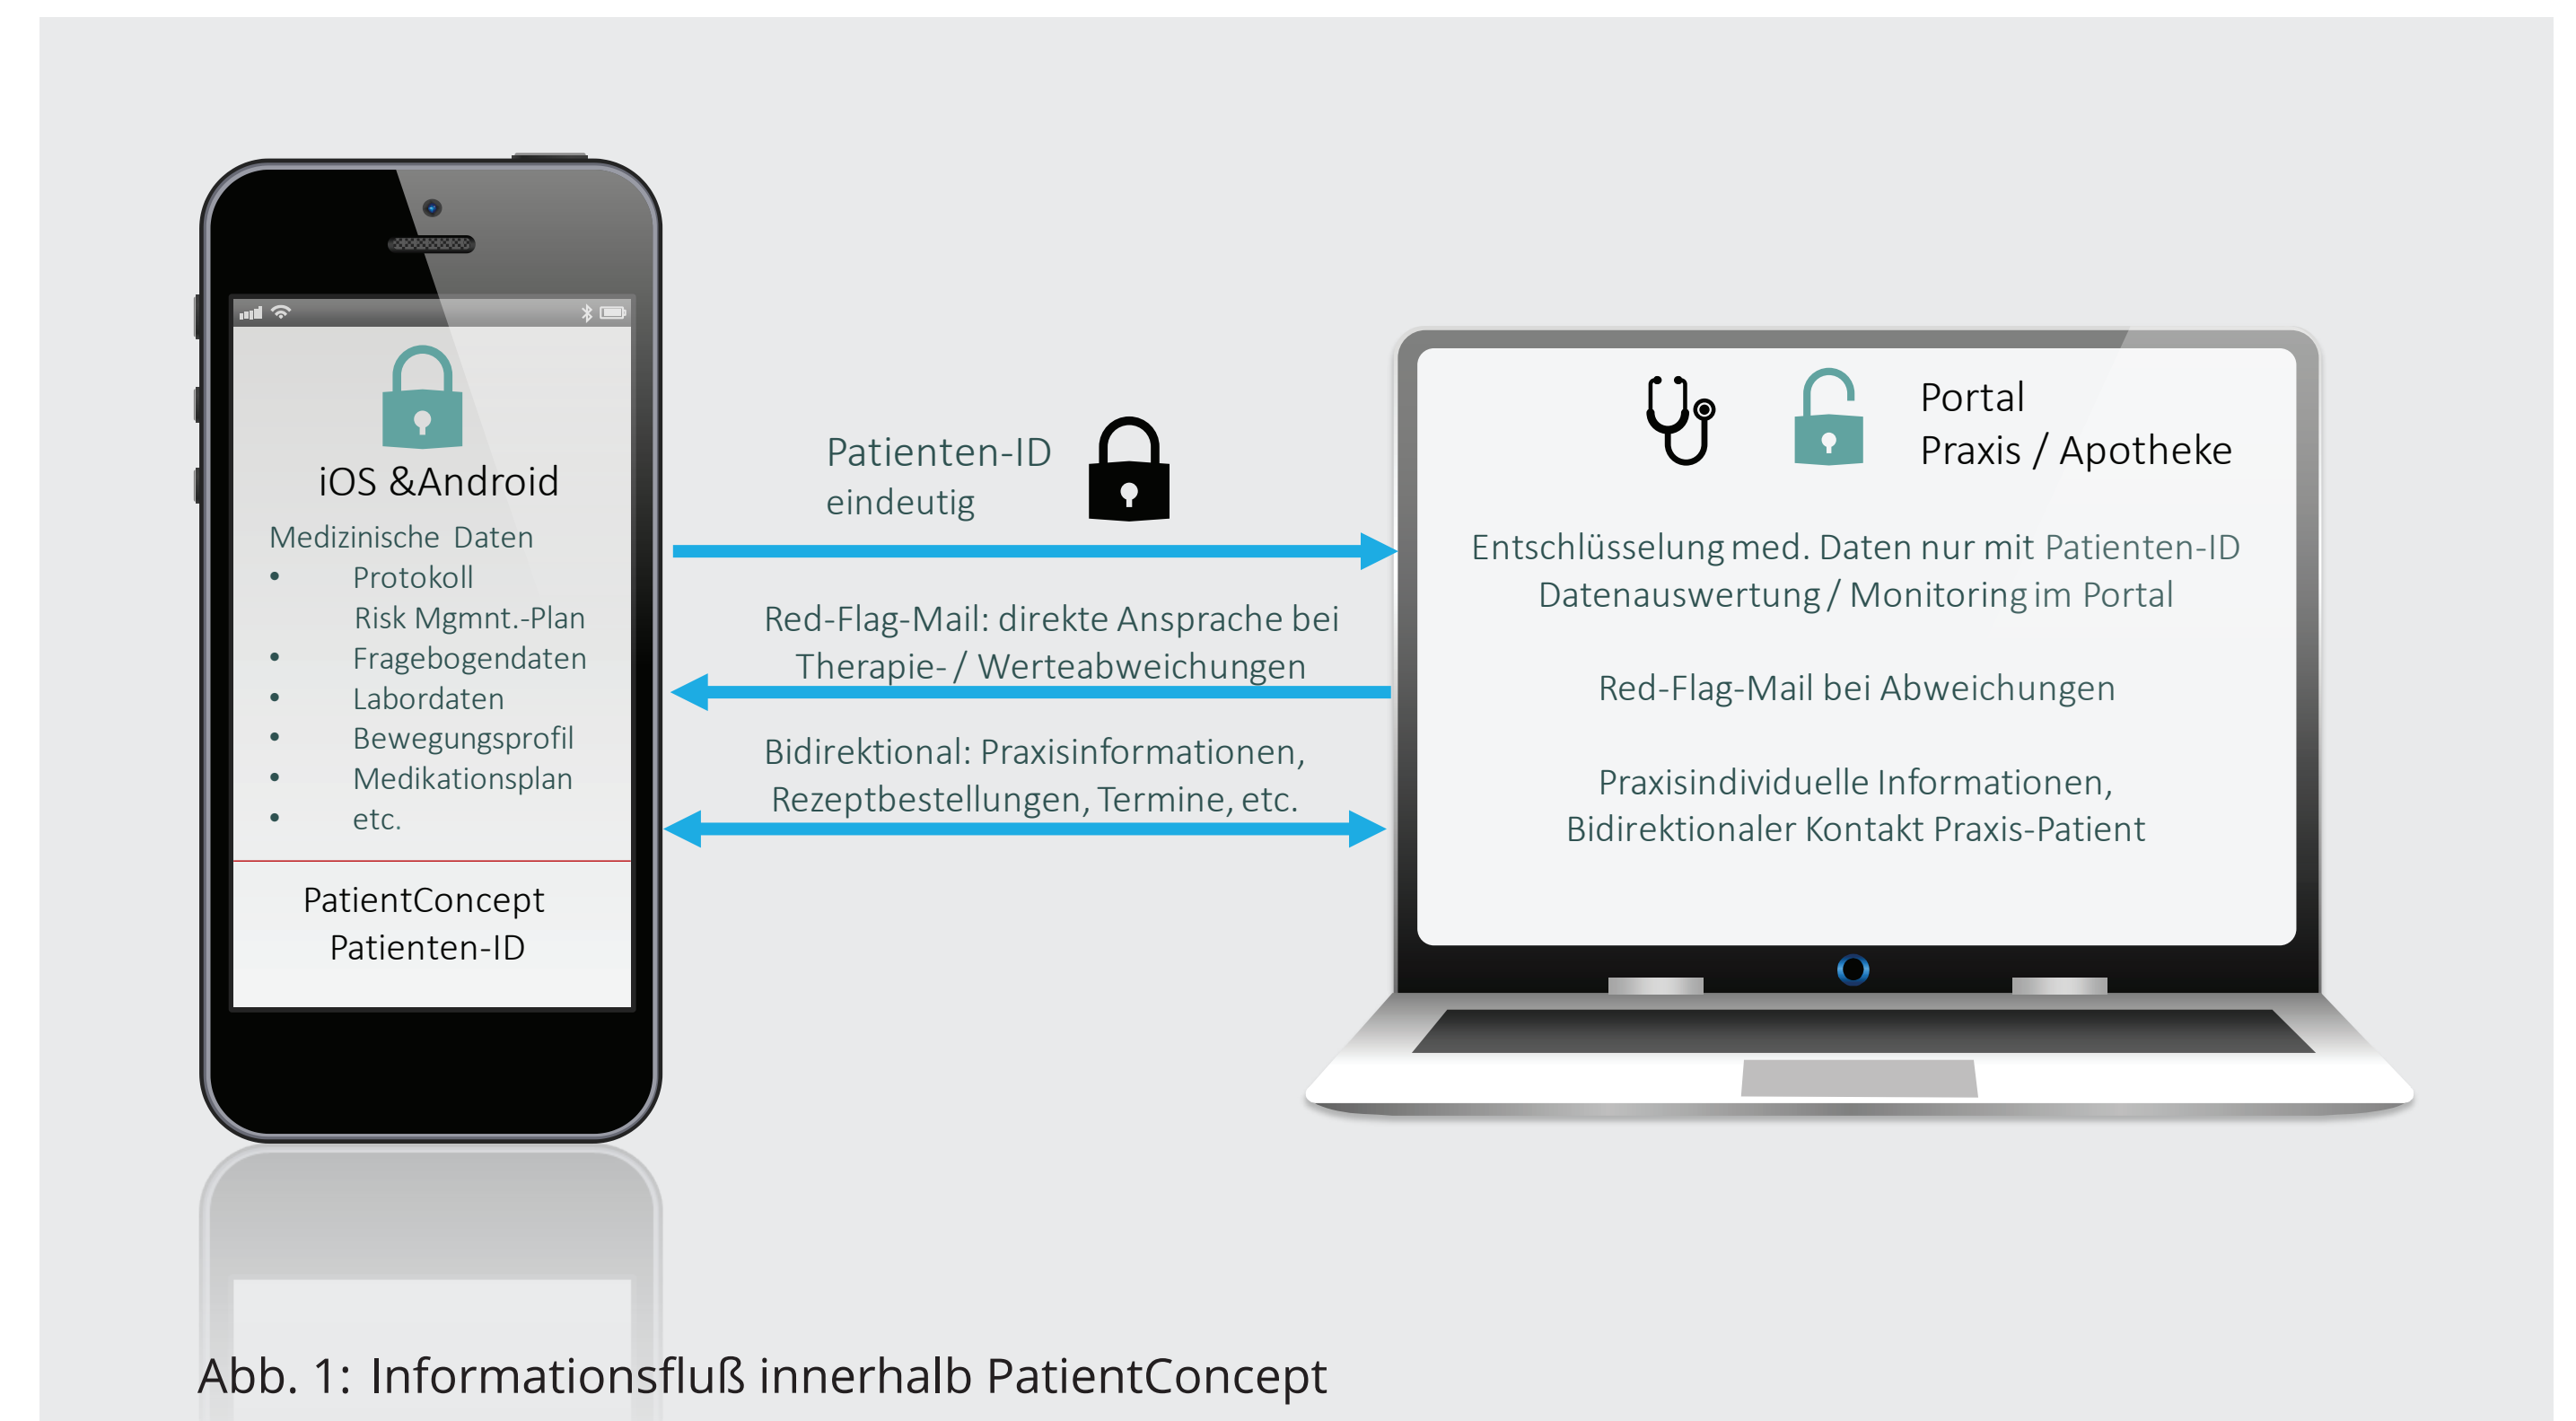 iOS &Android
Medizinische Daten
• Protokoll
Risk Mgmnt.-Plan
• Fragebogendaten
• Labordaten
• Bewegungsprofil
• Medikationsplan
• etc.
PatientConcept
Patienten-ID
Patienten-ID
eindeutig
Red-Flag-Mail: direkte Ansprache bei
Therapie- / Werteabweichungen
Bidirektional: Praxisinformationen,
Rezeptbestellungen, Termine, etc.
Portal
Praxis / Apotheke
Entschlüsselung med. Daten nur mit Patienten-ID
Datenauswertung / Monitoring im Portal
Red-Flag-Mail bei Abweichungen
Praxisindividuelle Informationen,
Bidirektionaler Kontakt Praxis-Patient
Abb. 1: Informationsfluß innerhalb PatientConcept